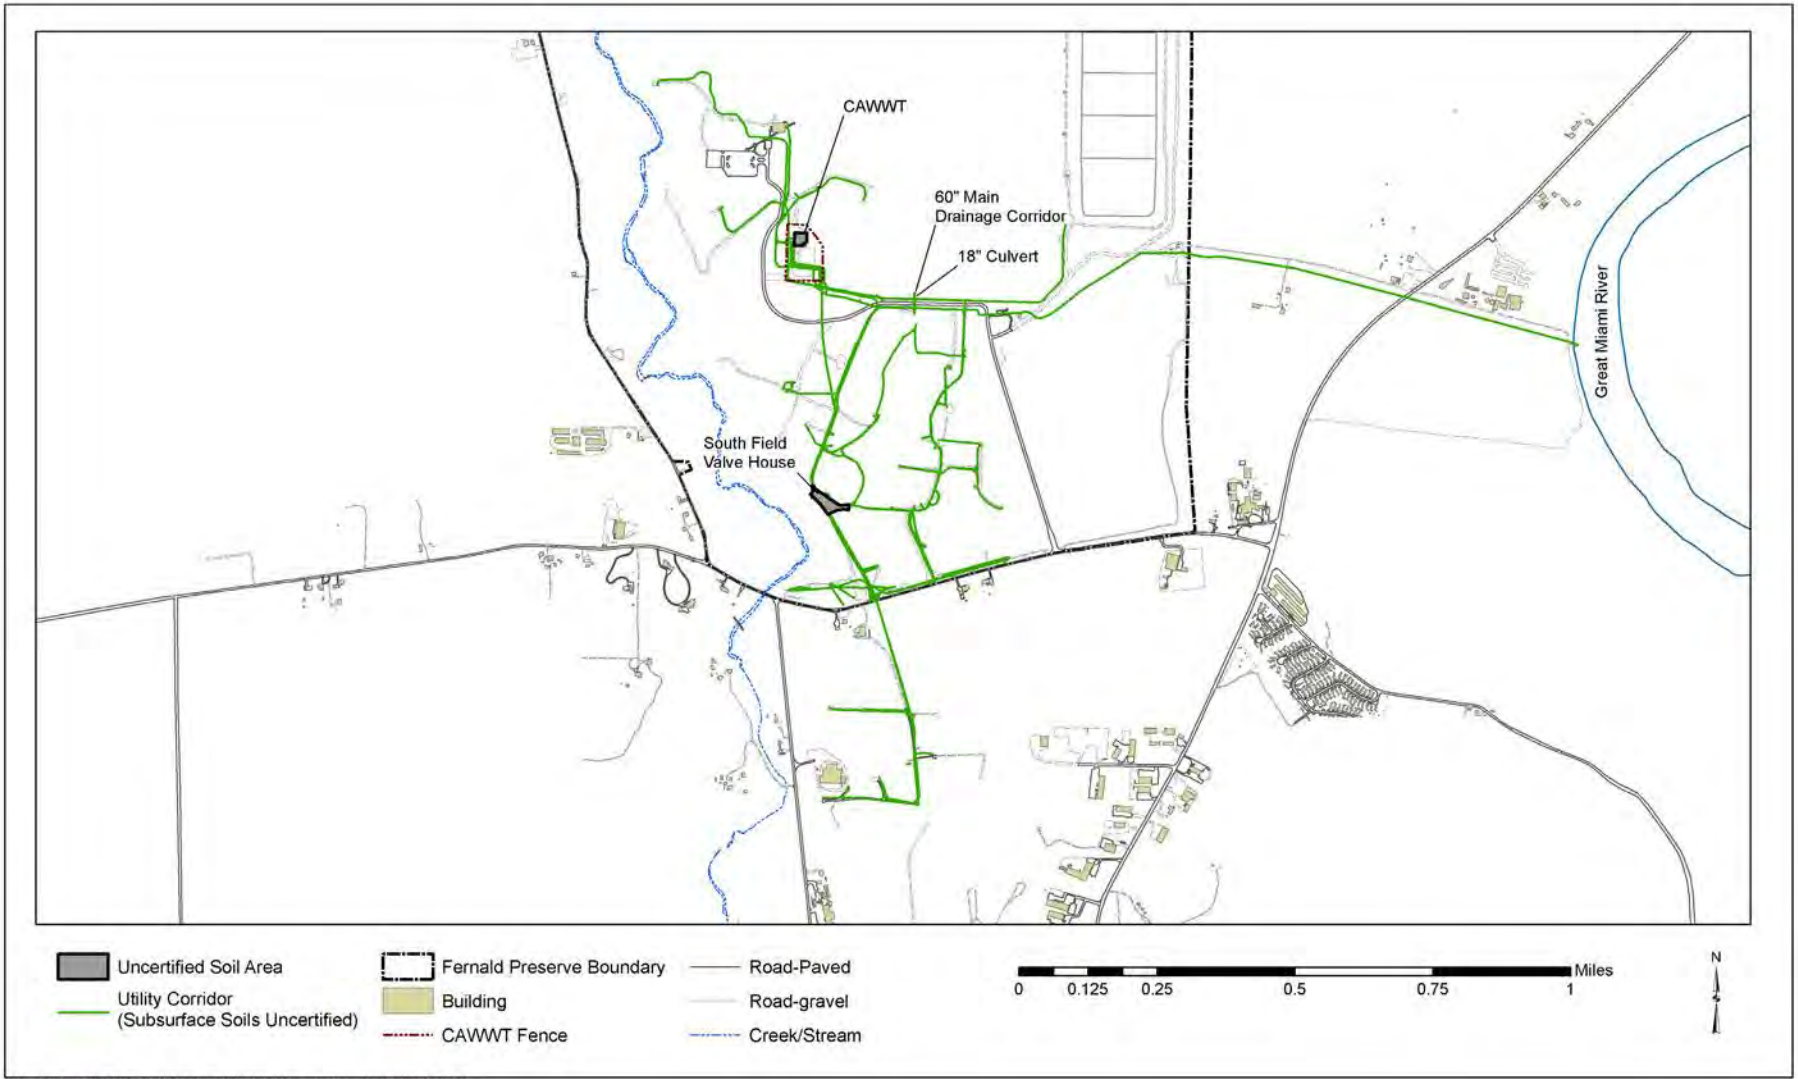 CAWWT
60" Main
Drainage Corridor
18" Culvert
Great Miami River
South Field
Valve House
Uncertified Soil Area
Utility Corridor
(Subsurface Soils Uncertified)
Fernald Preserve Boundary
Building
CAWWT Fence
Road-Paved
Road-gravel
Creek/Stream
Miles
0 0.125 0.25 0.5 0.75 1
N